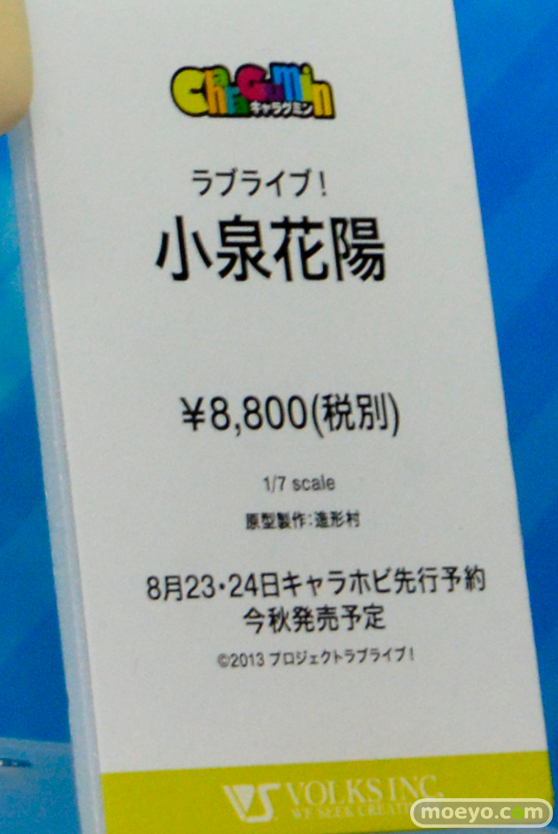 CharaGumin
キャラグミン
ラブライブ！
小泉花陽
¥8,800(税別)
1/7 scale
原型製作：造形村
8月23・24日キャラホビ先行予約
今秋発売予定
©2013 プロジェクトラブライブ！
VOLKS INC.
WE SEEK
moeyo.com